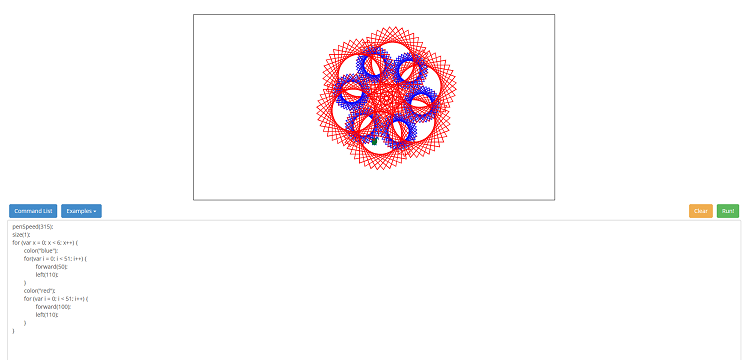 Command List Examples
Clear Run!
penSpeed(315);
size(1);
for (var x = 0; x < 6; x++) {
color("blue");
for(var i = 0; i < 51; i++) {
forward(50);
left(110);
}
color("red");
for (var i = 0; i < 51; i++) {
forward(100);
left(110);
}
}